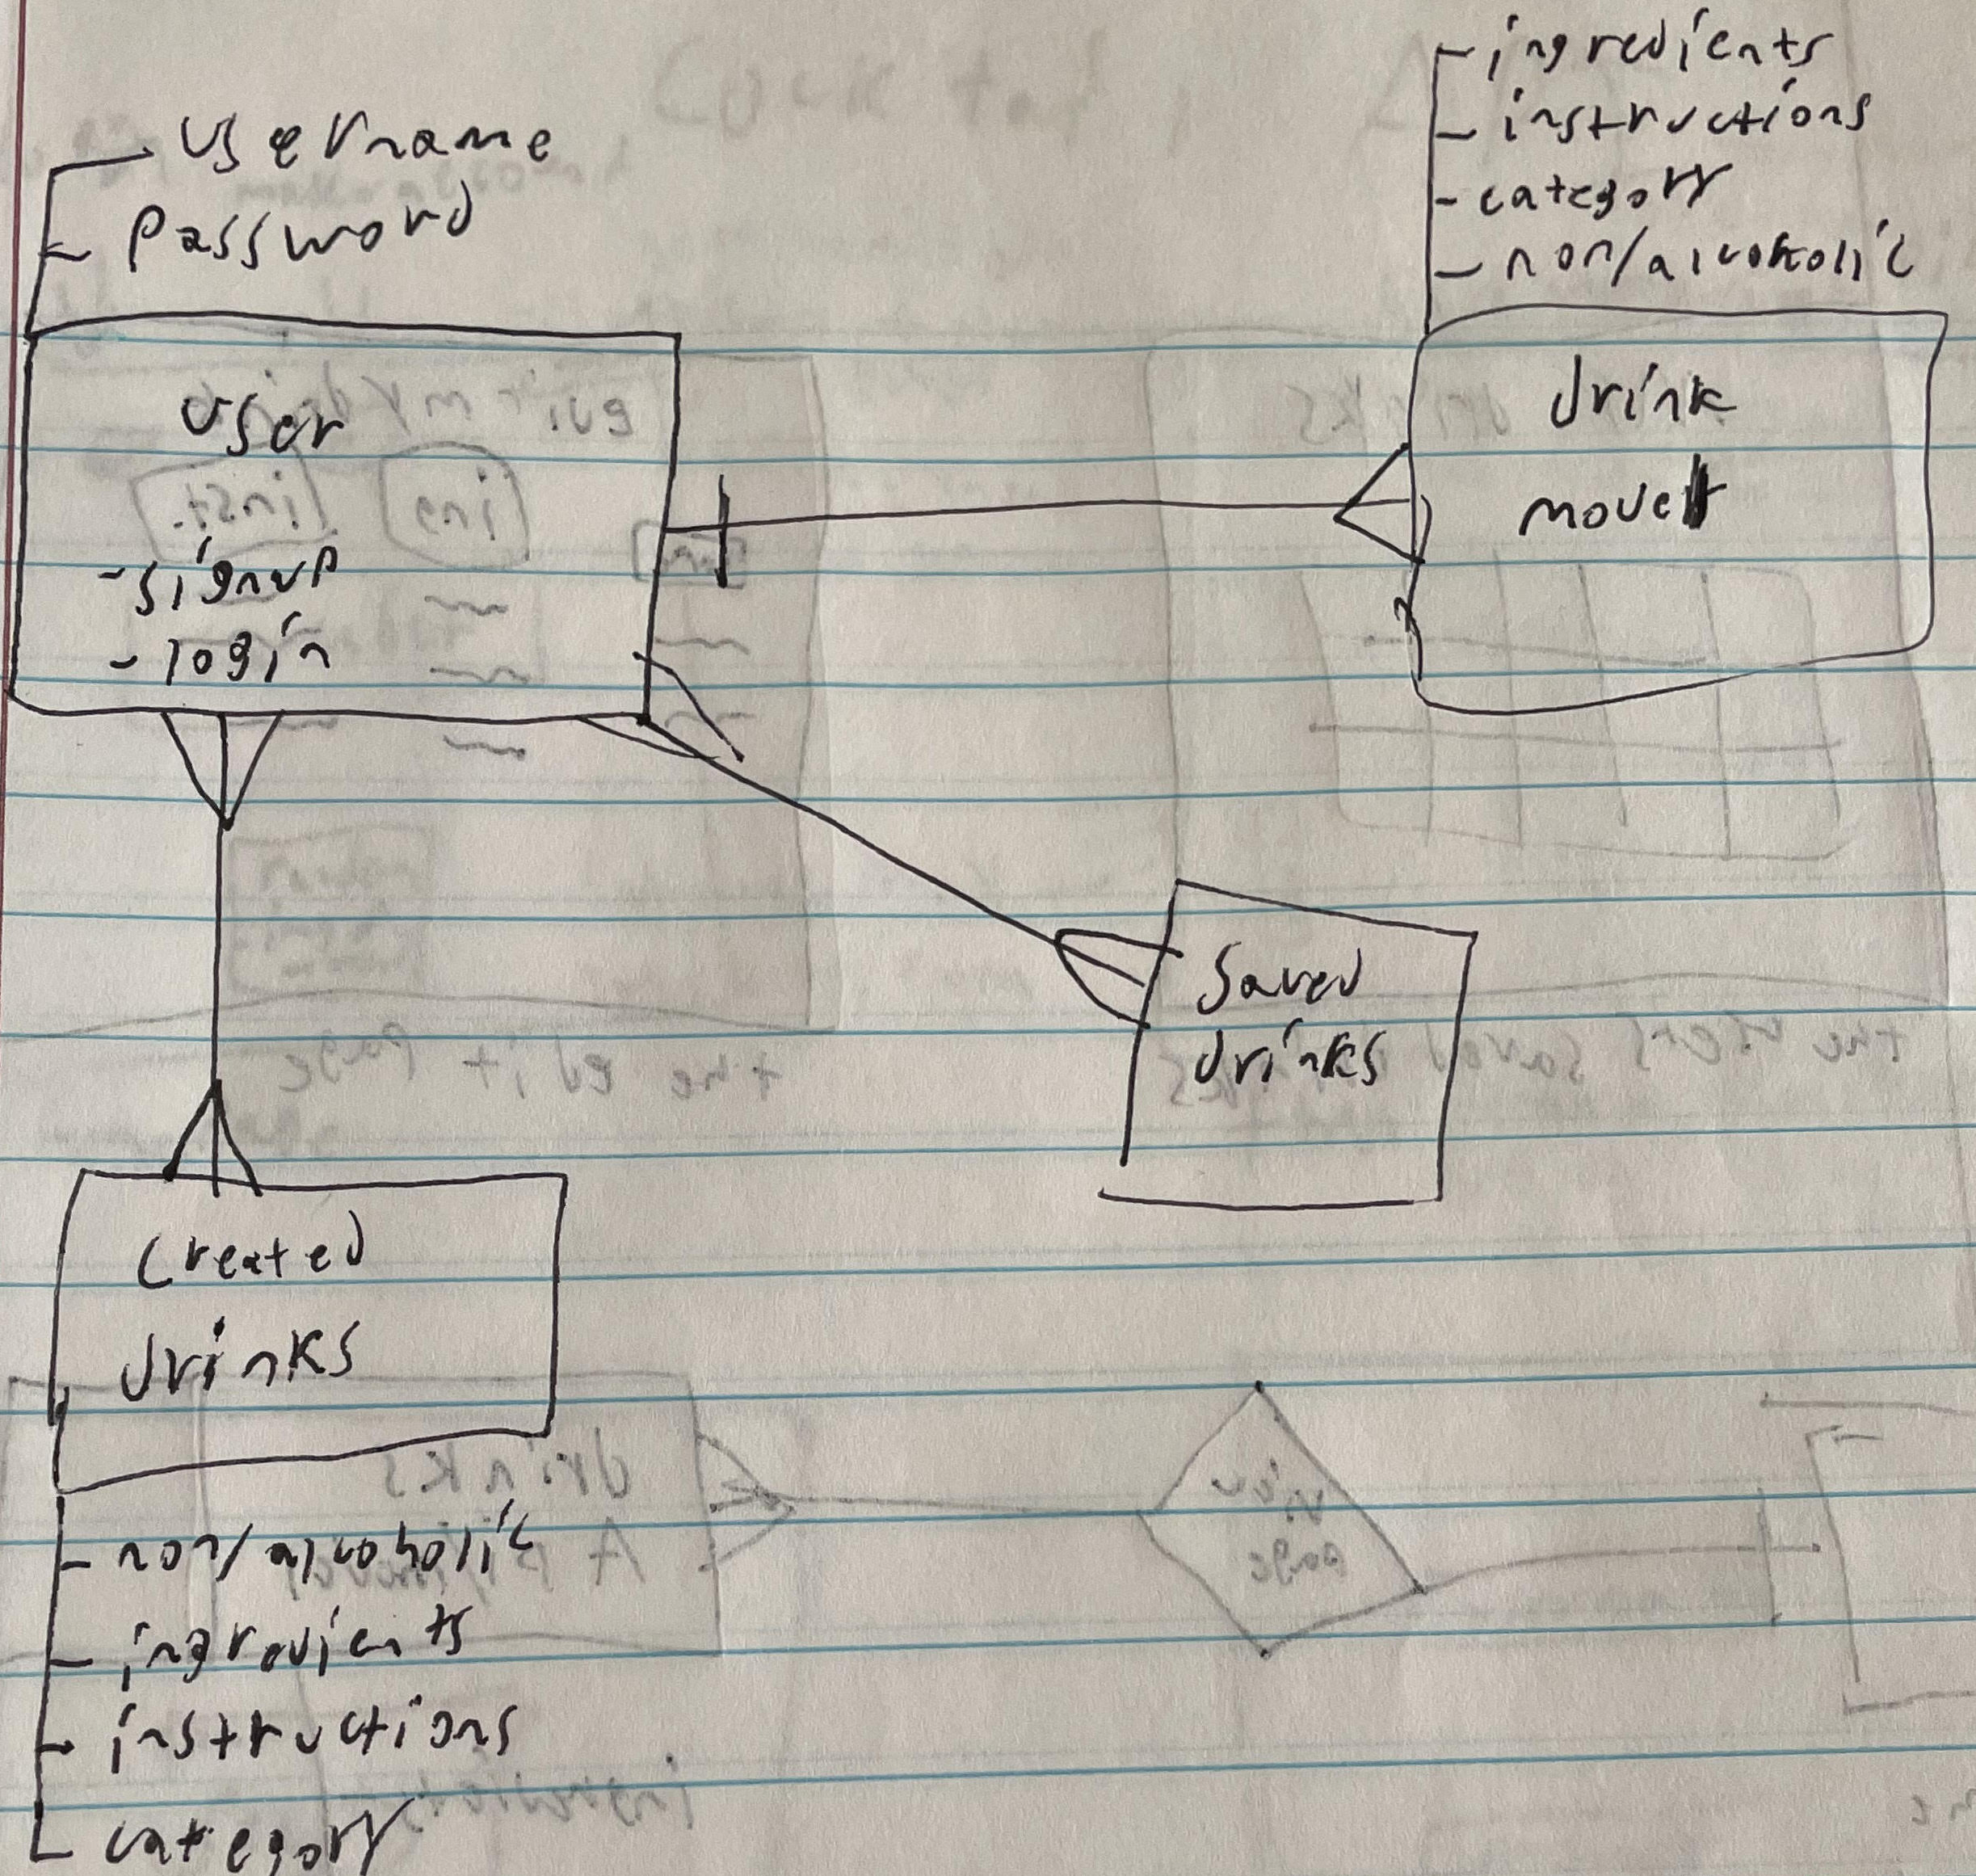 username
password
user
-signup
-login
-ingredients
-instructions
-category
-non/alcoholic
drink
saved
drinks
created
drinks
-non/alcoholic
-ingredients
-instructions
-category